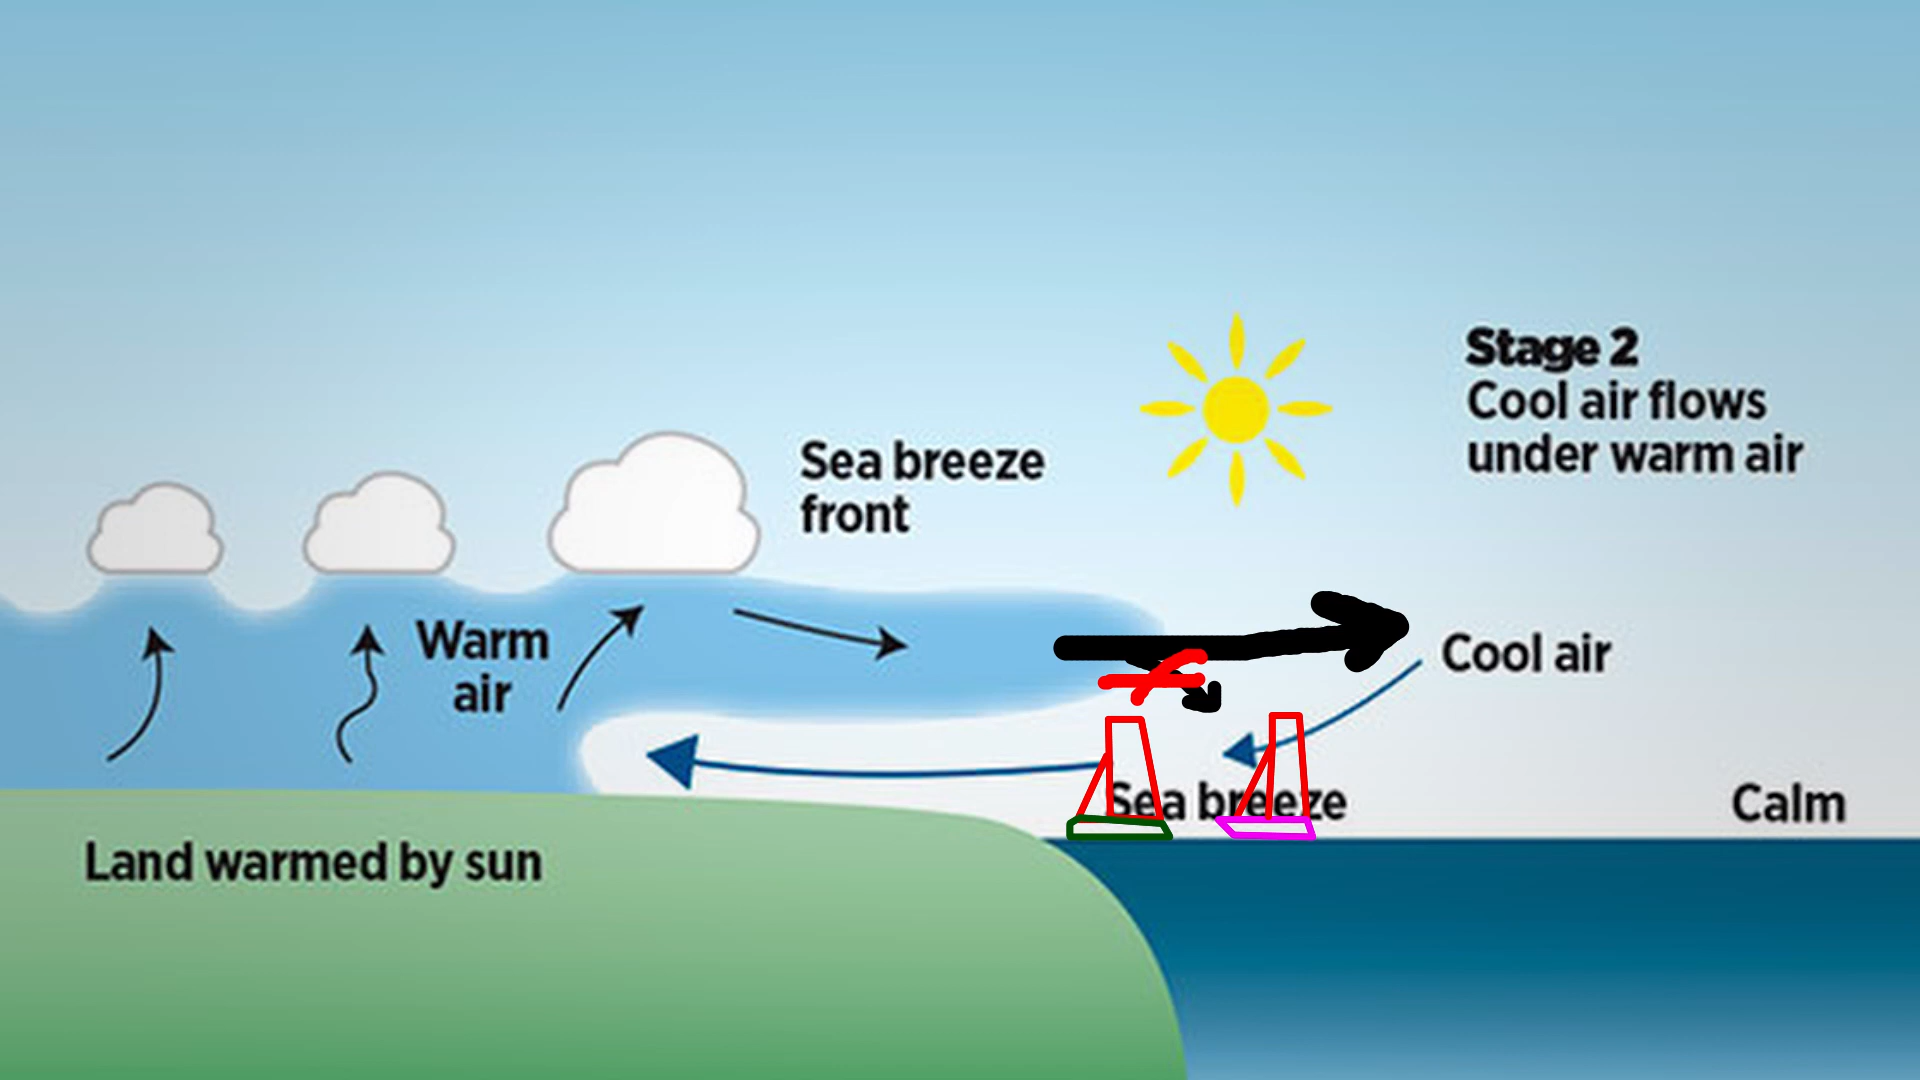 Stage 2
Cool air flows
under warm air
Sea breeze
front
Warm
air
Cool air
Sea breeze
Calm
Land warmed by sun